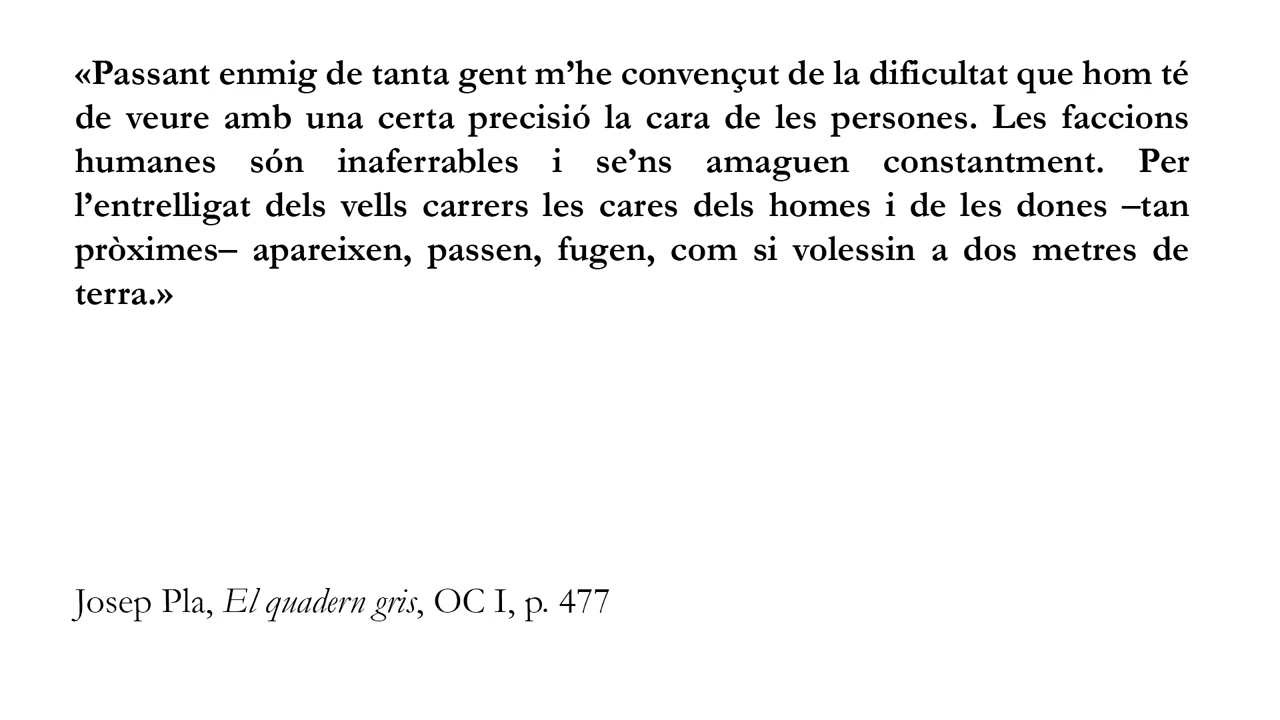 «Passant enmig de tanta gent m’he convençut de la dificultat que hom té
de veure amb una certa precisió la cara de les persones. Les faccions
humanes són inaferrables i se’ns amaguen constantment. Per
l’entrelligat dels vells carrers les cares dels homes i de les dones –tan
pròximes– apareixen, passen, fugen, com si volessin a dos metres de
terra.»
Josep Pla, El quadern gris, OC I, p. 477